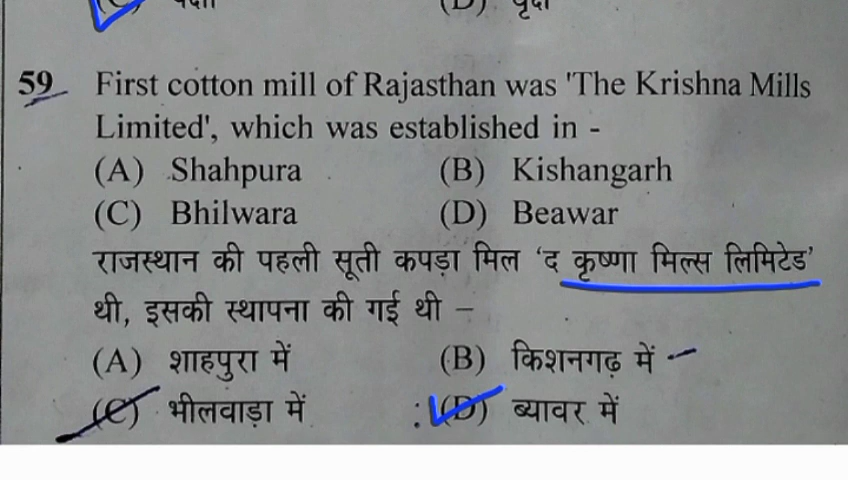 (D)
59 First cotton mill of Rajasthan was 'The Krishna Mills
Limited', which was established in -
(A) Shahpura (B) Kishangarh
(C) Bhilwara (D) Beawar
राजस्थान की पहली सूती कपड़ा मिल ‘द कृष्णा मिल्स लिमिटेड’
थी, इसकी स्थापना की गई थी –
(A) शाहपुरा में (B) किशनगढ़ में
(C) भीलवाड़ा में (D) ब्यावर में